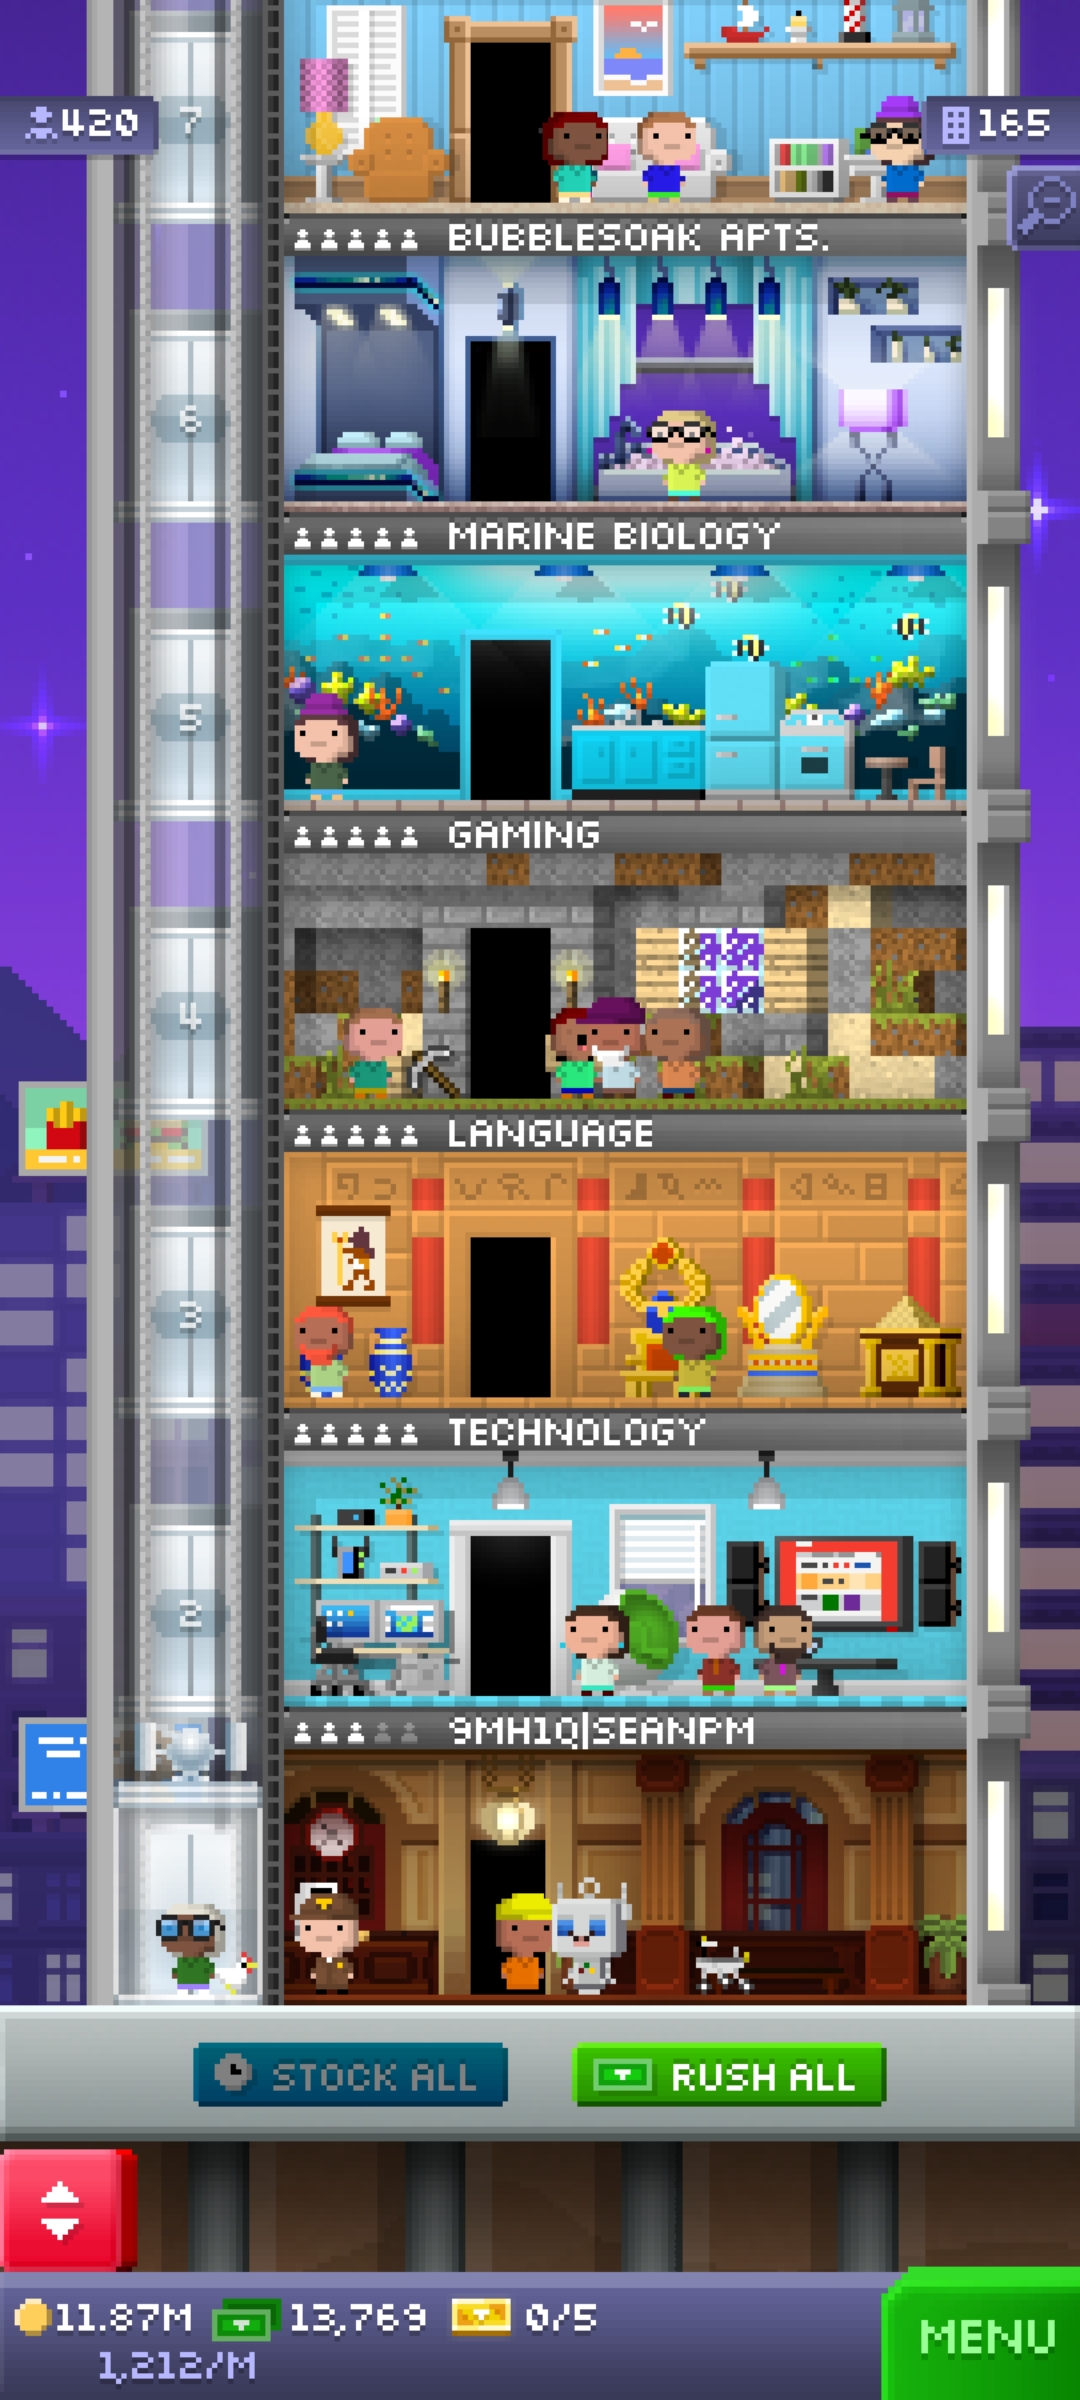 7
420
165
BUBBLESOAK APTS.
6
MARINE BIOLOGY
5
GAMING
4
LANGUAGE
3
TECHNOLOGY
2
9MH1Q|SEANPM
STOCK ALL
RUSH ALL
11.87M 13,769 0/5
1,212/M
MENU